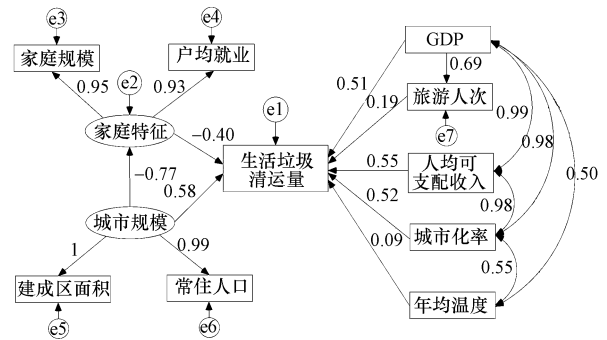 e3
e4
家庭规模
户均就业
GDP
0.95
e2
0.93
0.69
0.51
旅游人次
0.19
e1
0.99
家庭特征
−0.40
e7
0.98
生活垃圾
清运量
0.55
人均可
支配收入
0.50
−0.77
0.58
0.52
0.98
城市规模
0.09
城市化率
1
0.99
0.55
建成区面积
常住人口
年均温度
e5
e6